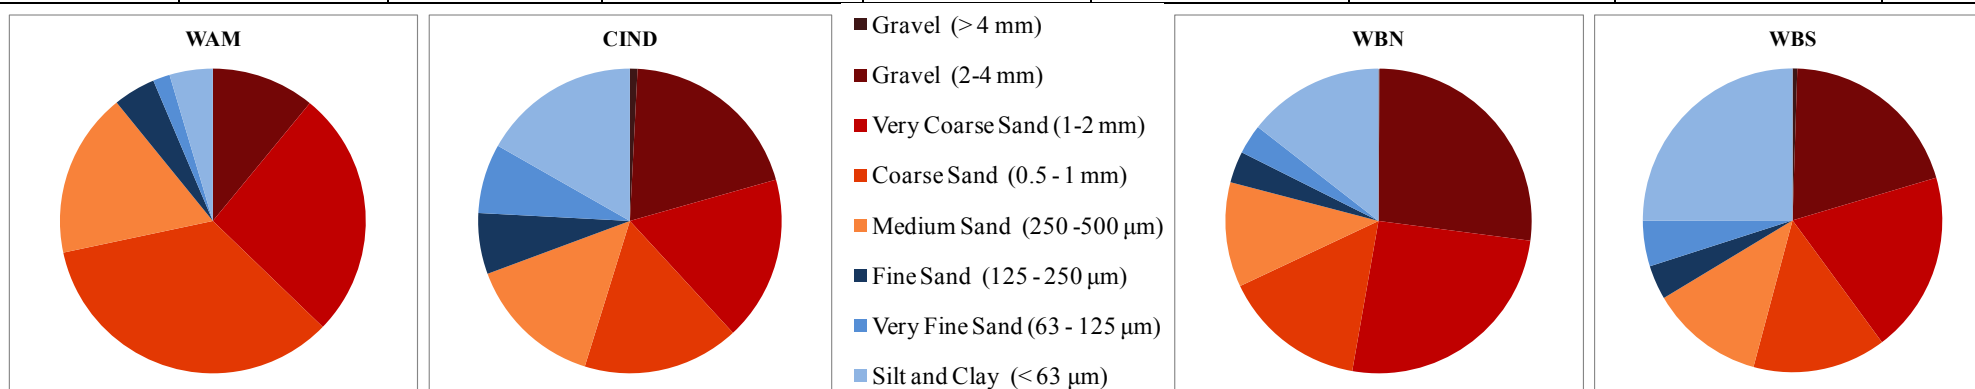 WAM
CIND
Gravel (> 4 mm)
Gravel (2-4 mm)
Very Coarse Sand (1-2 mm)
Coarse Sand (0.5 - 1 mm)
Medium Sand (250 -500 μm)
Fine Sand (125 - 250 μm)
Very Fine Sand (63 - 125 μm)
Silt and Clay (< 63 μm)
WBN
WBS